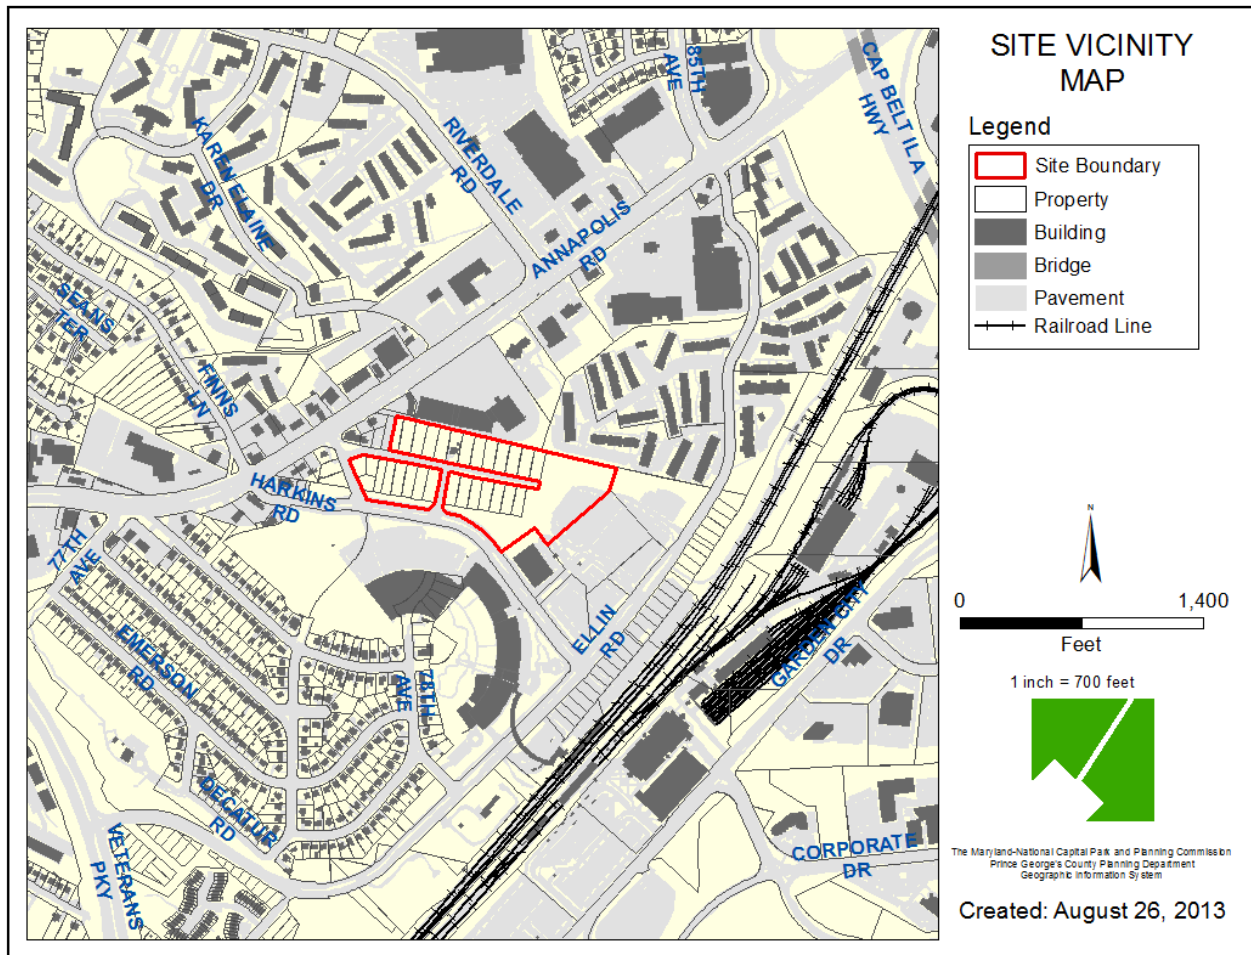 SITE VICINITY
MAP
Legend
Site Boundary
Property
Building
Bridge
Pavement
Railroad Line
N
0
1,400
Feet
1 inch = 700 feet
The Maryland-National Capital Park and Planning Commission
Prince George's County Planning Department
Geographic Information System
Created: August 26, 2013
85TH
AVE
CAP BELT ILA
HWY
KAREN ELAINE
DR
RIVERDALE
RD
ANNAPOLIS
RD
SEANS
TER
FINNS
LN
HARKINS
RD
77TH
AVE
EMERSON
RD
78TH
AVE
ELLIN
RD
GARDEN CITY
DR
DECATUR
RD
VETERANS
PKY
CORPORATE
DR